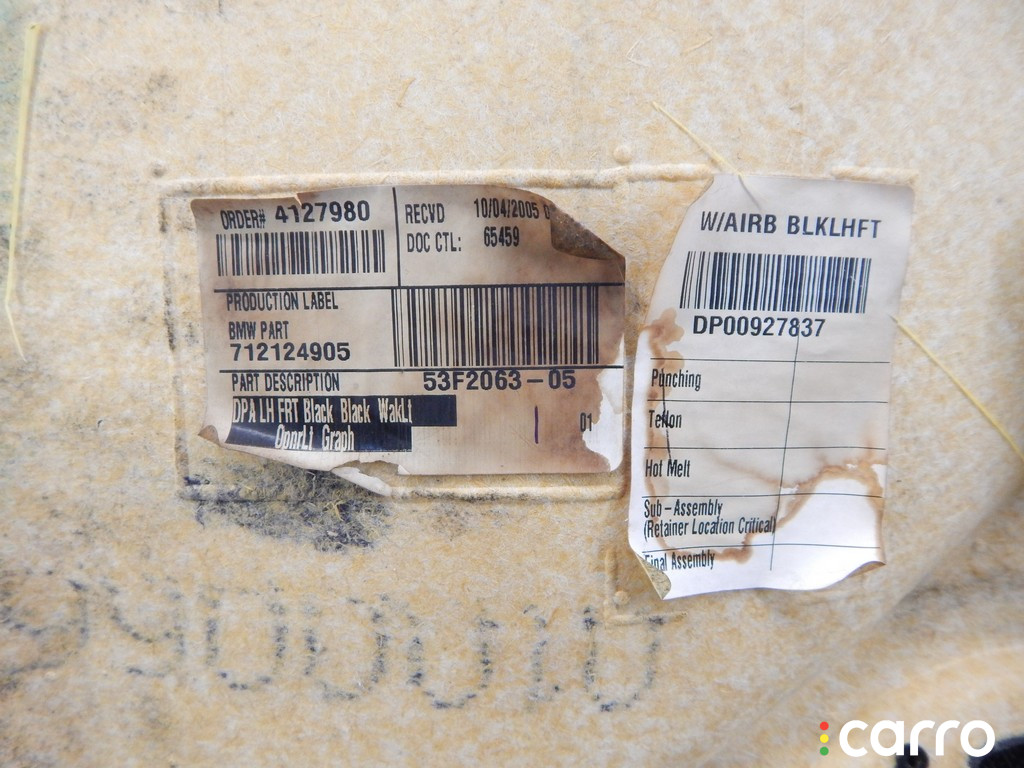 ORDER# 4127980
RECVD 10/04/2005
DOC CTL: 65459
PRODUCTION LABEL
BMW PART
712124905
PART DESCRIPTION 53F2063-05
DPA LH FRT Black Black WakLt
DoorLt Graph
01
W/AIRB BLKLHFT
DP00927837
Punching
Teflon
Hot Melt
Sub-Assembly
(Retainer Location Critical)
Final Assembly
carro